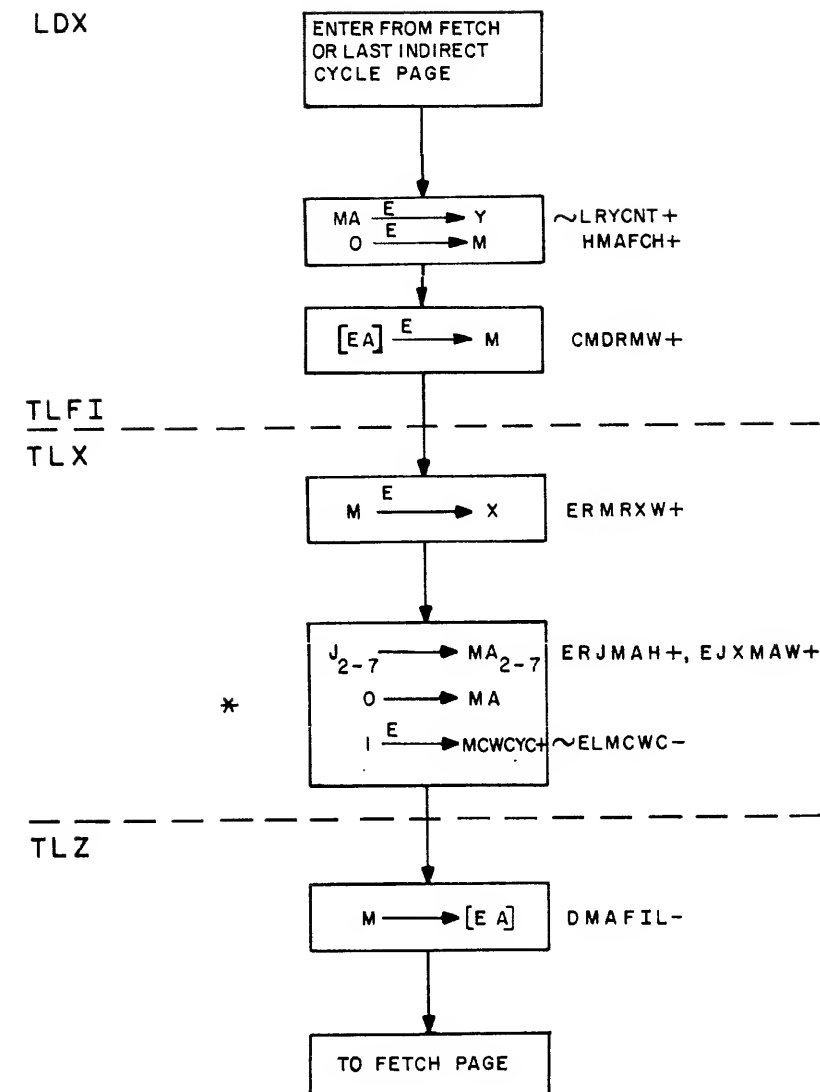 LDX
ENTER FROM FETCH
OR LAST INDIRECT
CYCLE PAGE
MA E → Y ~LRYCNT+
O E → M HMAFCH+
[EA] E → M CMDRMW+
TLFI
TLX
M E → X ERMRXW+
J2-7 → MA2-7 ERJMAH+, EJXMAW+
O → MA
*
I E → MCWCYC+ ~ELMCWC-
TLZ
M → [E A] DMAFIL-
TO FETCH PAGE